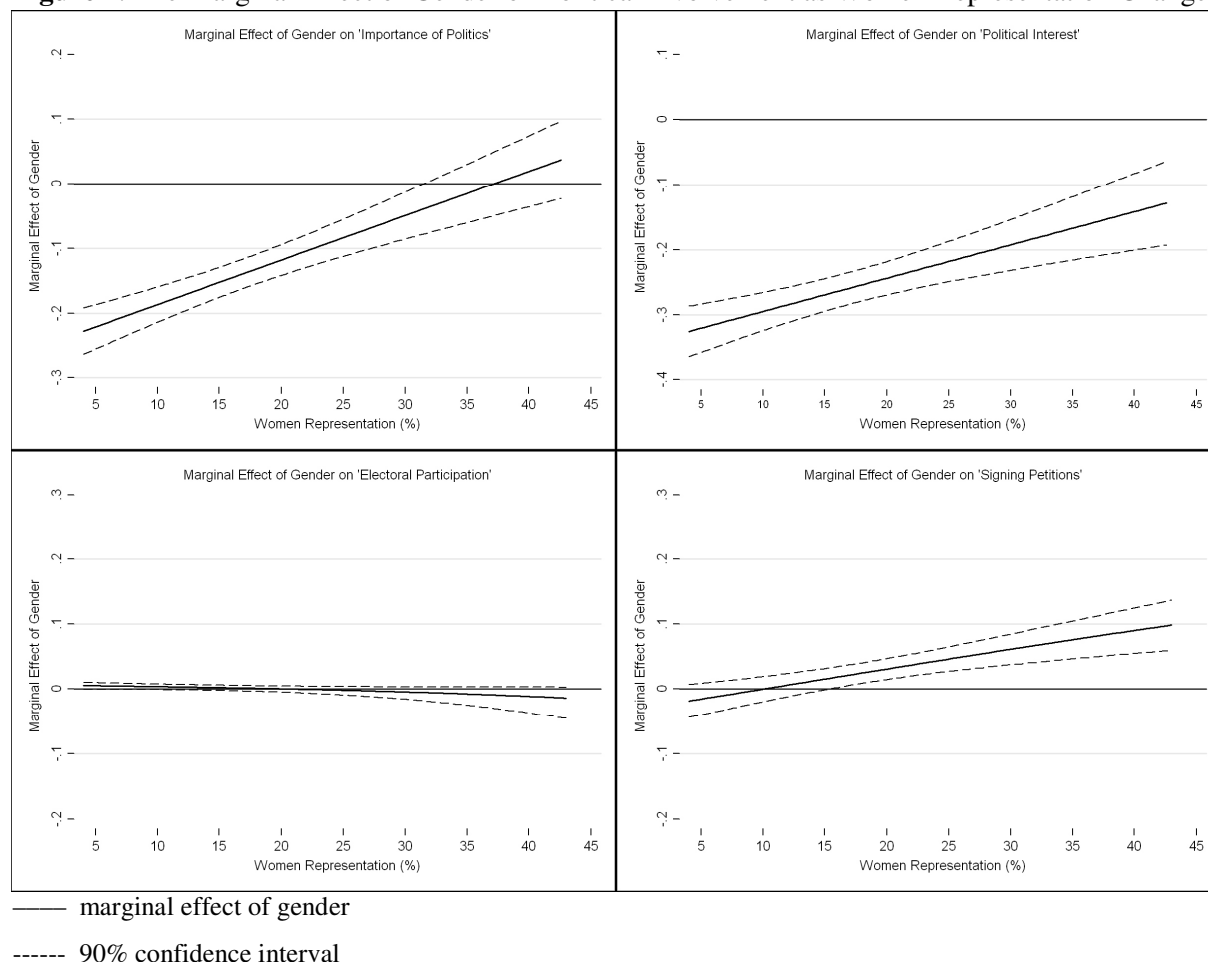 Marginal Effect of Gender on 'Importance of Politics'
Marginal Effect of Gender
.2
.1
0
-.1
-.2
-.3
5 10 15 20 25 30 35 40 45
Women Representation (%)
Marginal Effect of Gender on 'Political Interest'
Marginal Effect of Gender
.1
0
-.1
-.2
-.3
-.4
5 10 15 20 25 30 35 40 45
Women Representation (%)
Marginal Effect of Gender on 'Electoral Participation'
Marginal Effect of Gender
.3
.2
.1
0
-.1
-.2
5 10 15 20 25 30 35 40 45
Women Representation (%)
Marginal Effect of Gender on 'Signing Petitions'
Marginal Effect of Gender
.3
.2
.1
0
-.1
-.2
5 10 15 20 25 30 35 40 45
Women Representation (%)
marginal effect of gender
90% confidence interval